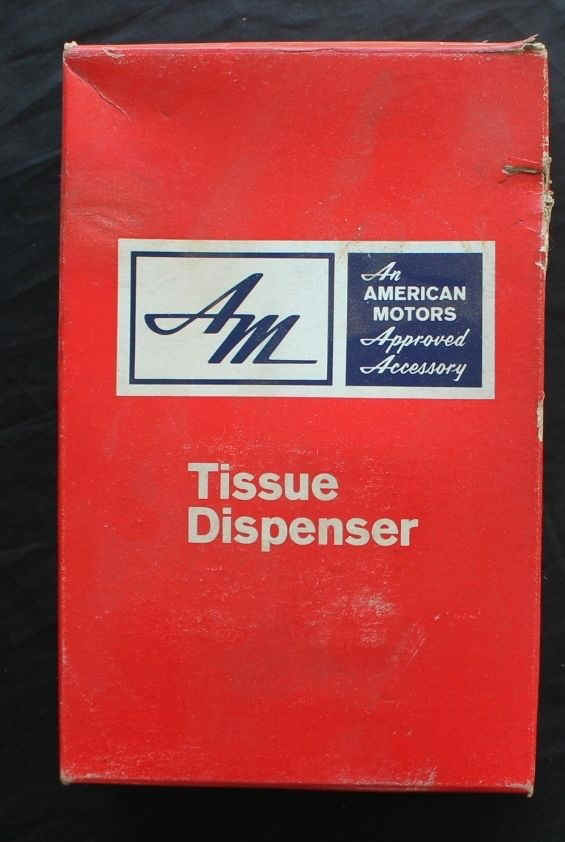 AM
An
AMERICAN
MOTORS
Approved
Accessory
Tissue
Dispenser